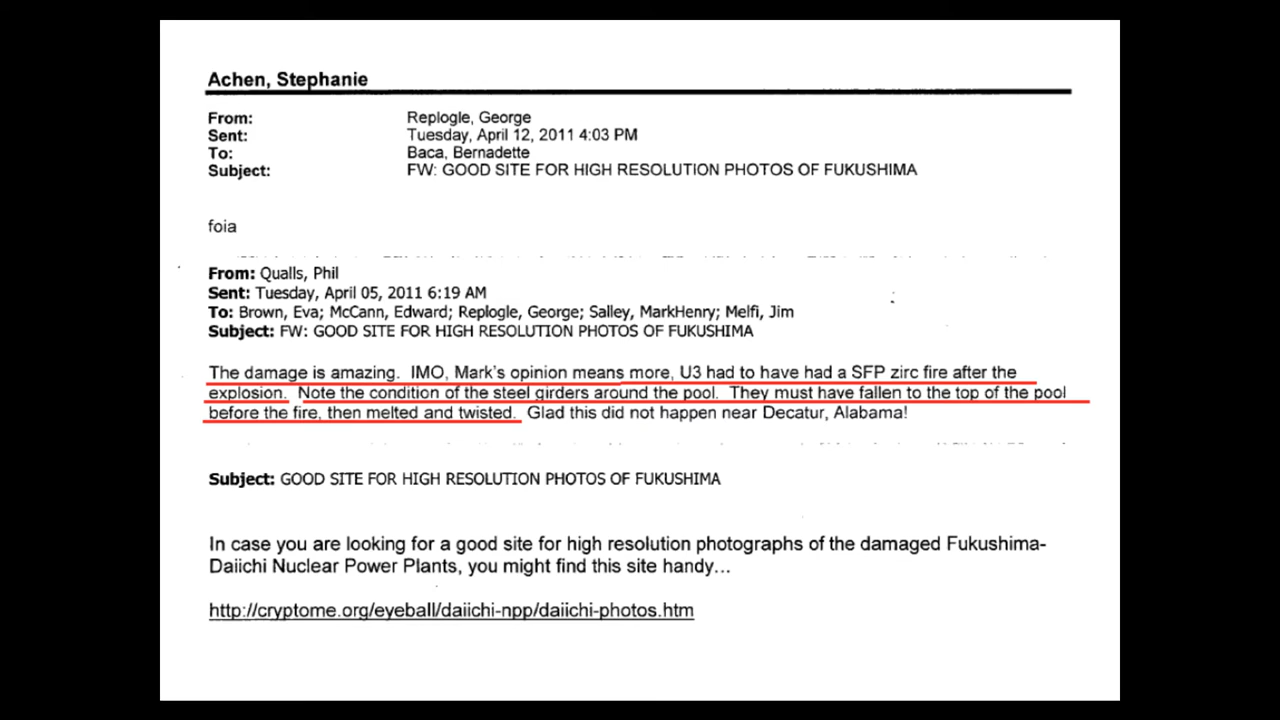 Achen, Stephanie
From: Replogle, George
Sent: Tuesday, April 12, 2011 4:03 PM
To: Baca, Bernadette
Subject: FW: GOOD SITE FOR HIGH RESOLUTION PHOTOS OF FUKUSHIMA
foia
From: Qualls, Phil
Sent: Tuesday, April 05, 2011 6:19 AM
To: Brown, Eva; McCann, Edward; Replogle, George; Salley, MarkHenry; Melfi, Jim
Subject: FW: GOOD SITE FOR HIGH RESOLUTION PHOTOS OF FUKUSHIMA
The damage is amazing. IMO, Mark's opinion means more, U3 had to have had a SFP zirc fire after the
explosion. Note the condition of the steel girders around the pool. They must have fallen to the top of the pool
before the fire, then melted and twisted. Glad this did not happen near Decatur, Alabama!
Subject: GOOD SITE FOR HIGH RESOLUTION PHOTOS OF FUKUSHIMA
In case you are looking for a good site for high resolution photographs of the damaged Fukushima-
Daiichi Nuclear Power Plants, you might find this site handy...
http://cryptome.org/eyeball/daiichi-npp/daiichi-photos.htm